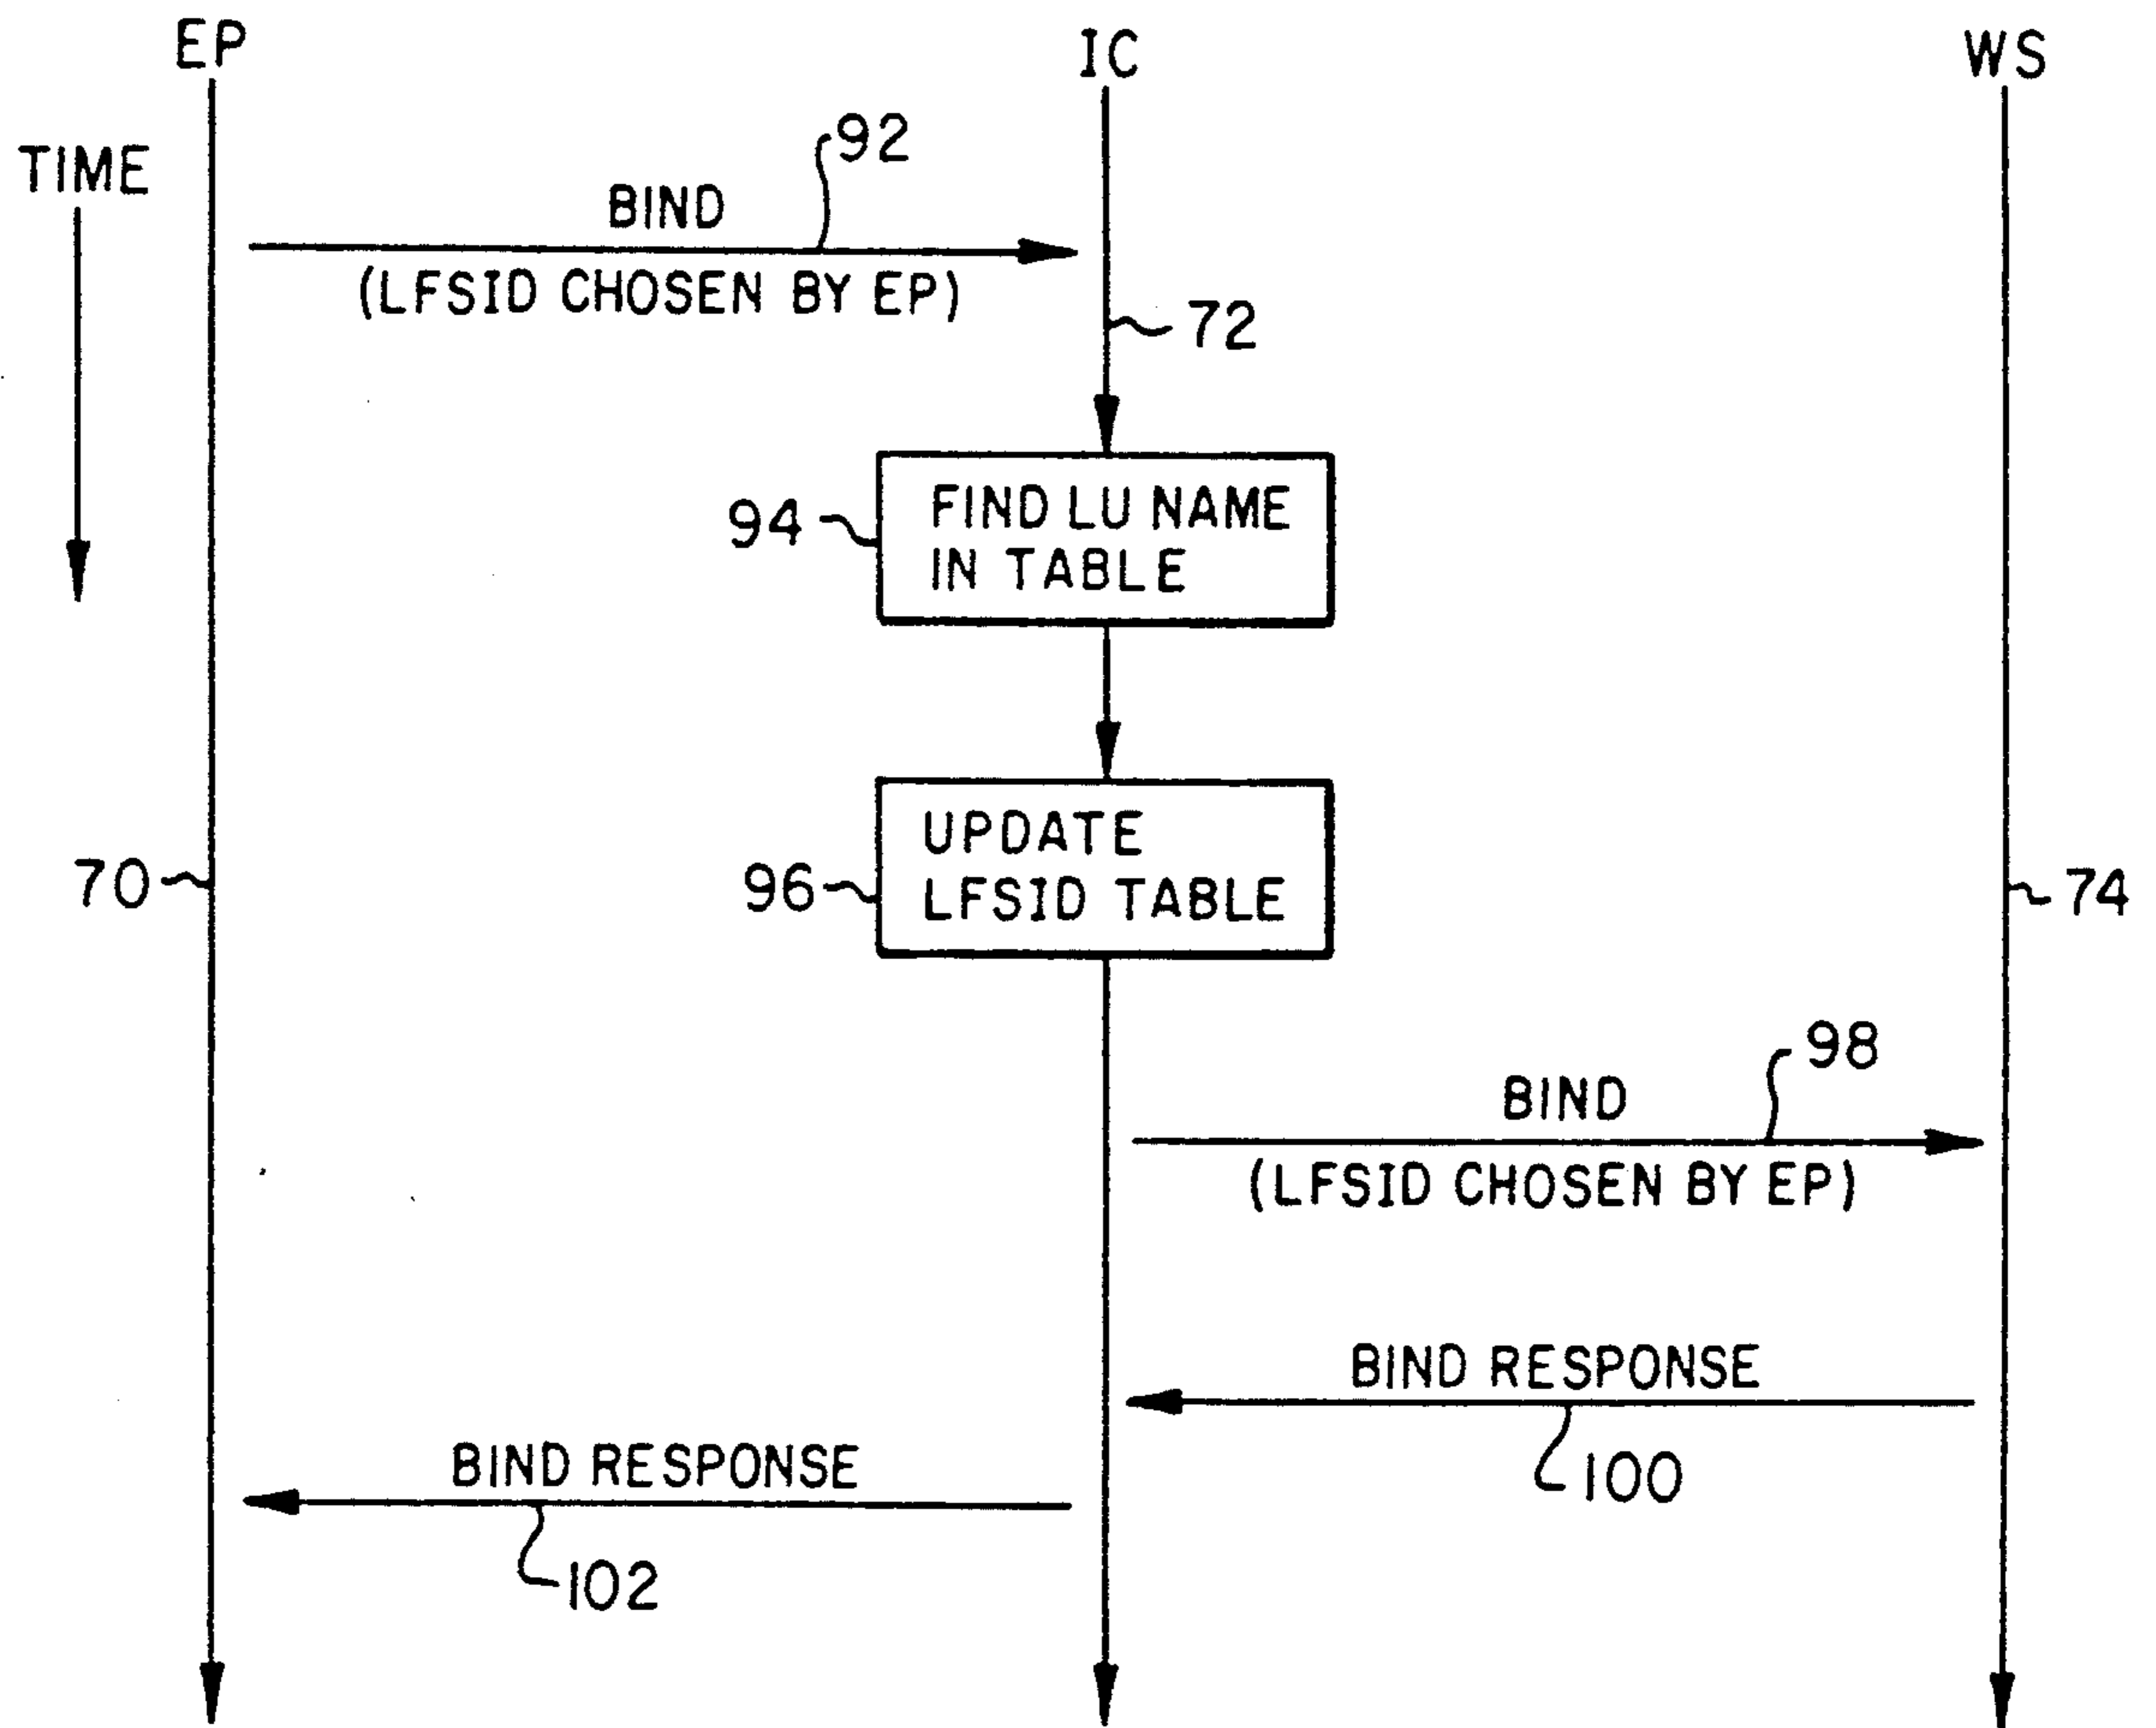 EP
IC
WS
TIME
92
BIND
(LFSID CHOSEN BY EP)
72
94
FIND LU NAME
IN TABLE
96
UPDATE
LFSID TABLE
70
74
98
BIND
(LFSID CHOSEN BY EP)
BIND RESPONSE
100
BIND RESPONSE
102